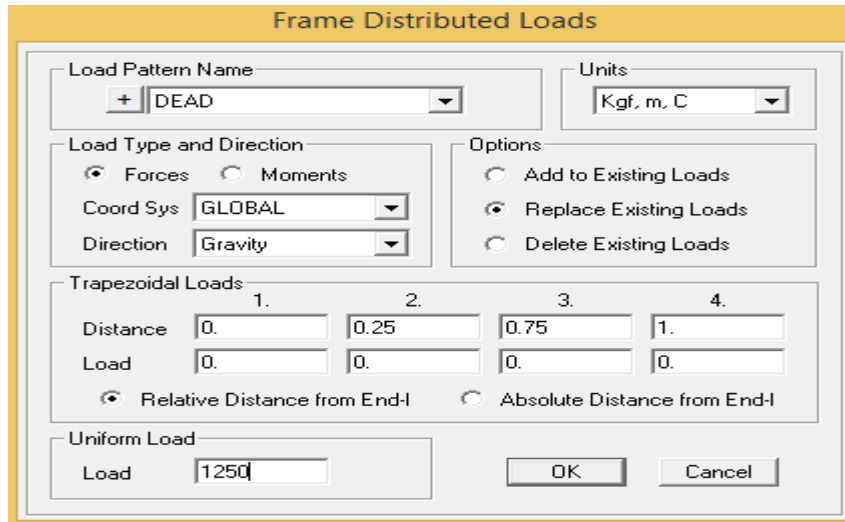 Frame Distributed Loads
Load Pattern Name
+ DEAD
Units
Kgf, m, C
Load Type and Direction
Forces Moments
Coord Sys GLOBAL
Direction Gravity
Options
Add to Existing Loads
Replace Existing Loads
Delete Existing Loads
Trapezoidal Loads
1. 2. 3. 4.
Distance 0. 0.25 0.75 1.
Load 0. 0. 0. 0.
Relative Distance from End-I Absolute Distance from End-I
Uniform Load
Load 1250
OK Cancel